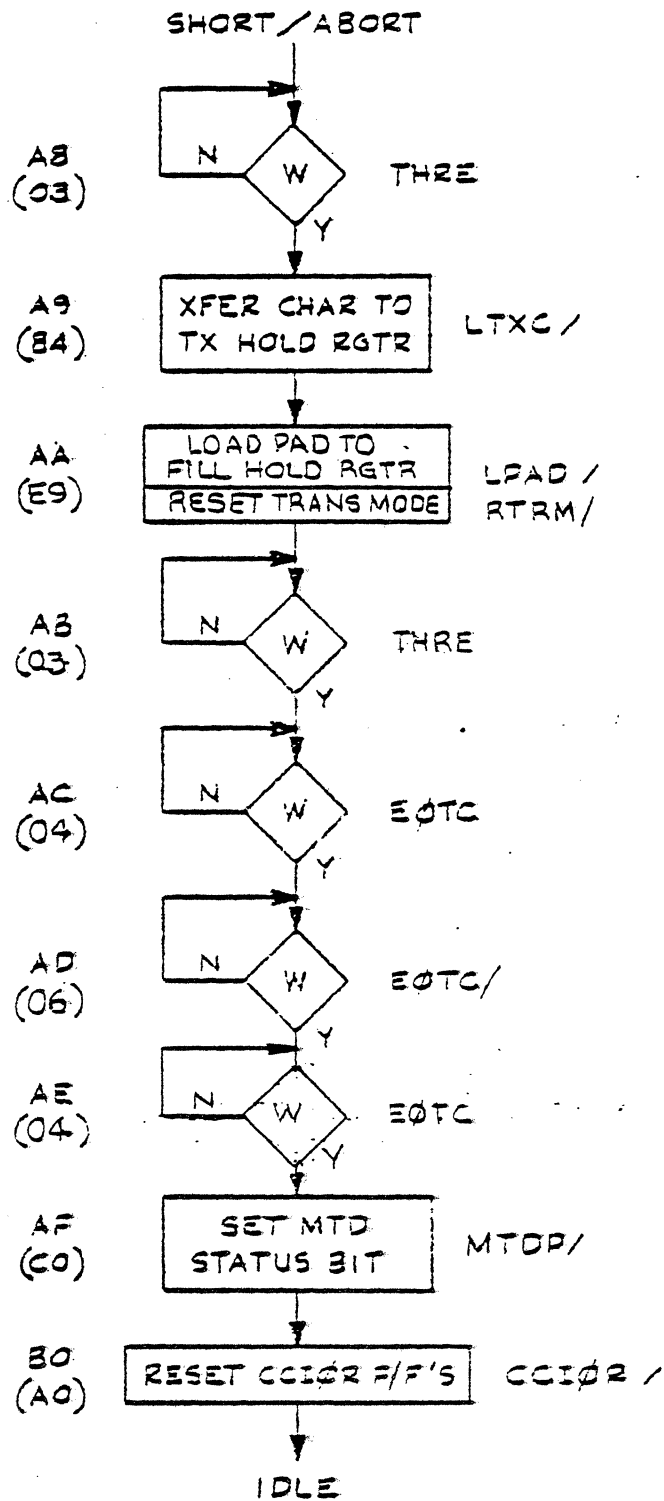 SHORT/ABORT
A8
(03)
N
W
THRE
Y
A9
(84)
XFER CHAR TO
TX HOLD RGTR
LTXC/
AA
(E9)
LOAD PAD TO
FILL HOLD RGTR
RESET TRANS MODE
LPAD/
RTRM/
AB
(03)
N
W
THRE
Y
AC
(04)
N
W
EØTC
Y
AD
(06)
N
W
EØTC/
Y
AE
(04)
N
W
EØTC
Y
AF
(C0)
SET MTD
STATUS BIT
MTDP/
B0
(A0)
RESET CCIØR F/F'S
CCIØR/
IDLE